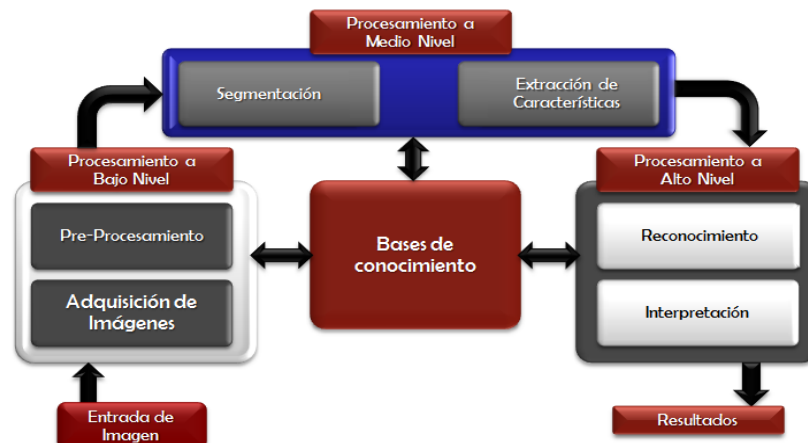 Procesamiento a
Medio Nivel
Segmentación
Extracción de
Características
Procesamiento a
Bajo Nivel
Pre-Procesamiento
Adquisición de
Imágenes
Bases de
conocimiento
Procesamiento a
Alto Nivel
Reconocimiento
Interpretación
Entrada de
Imagen
Resultados